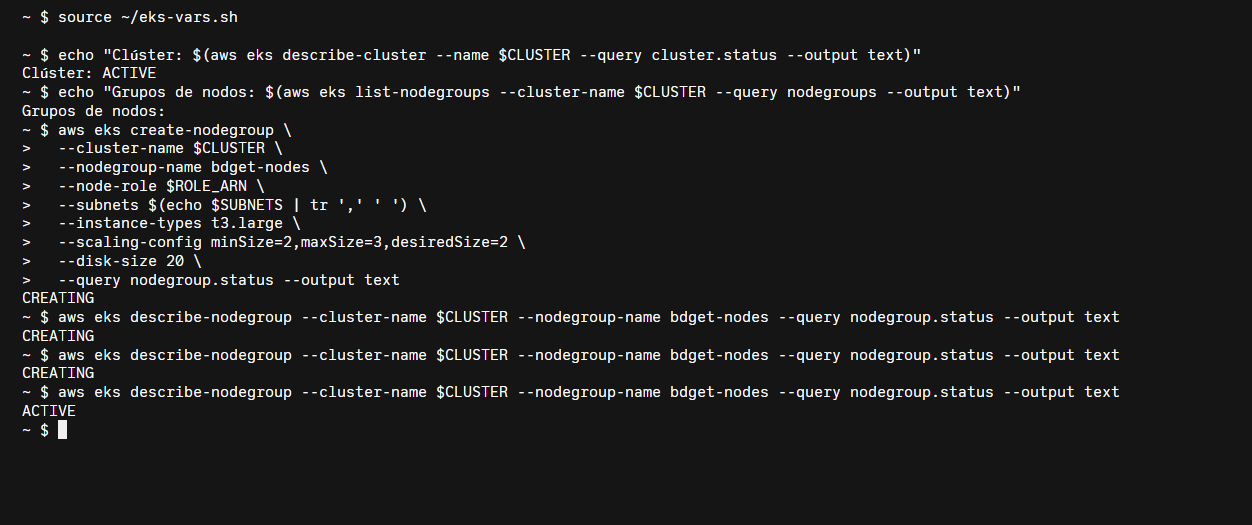 ~ $ source ~/eks-vars.sh
~ $ echo "Clúster: $(aws eks describe-cluster --name $CLUSTER --query cluster.status --output text)"
Clúster: ACTIVE
~ $ echo "Grupos de nodos: $(aws eks list-nodegroups --cluster-name $CLUSTER --query nodegroups --output text)"
Grupos de nodos:
~ $ aws eks create-nodegroup \
>   --cluster-name $CLUSTER \
>   --nodegroup-name bdget-nodes \
>   --node-role $ROLE_ARN \
>   --subnets $(echo $SUBNETS | tr ',' ' ') \
>   --instance-types t3.large \
>   --scaling-config minSize=2,maxSize=3,desiredSize=2 \
>   --disk-size 20 \
>   --query nodegroup.status --output text
CREATING
~ $ aws eks describe-nodegroup --cluster-name $CLUSTER --nodegroup-name bdget-nodes --query nodegroup.status --output text
CREATING
~ $ aws eks describe-nodegroup --cluster-name $CLUSTER --nodegroup-name bdget-nodes --query nodegroup.status --output text
CREATING
~ $ aws eks describe-nodegroup --cluster-name $CLUSTER --nodegroup-name bdget-nodes --query nodegroup.status --output text
ACTIVE
~ $